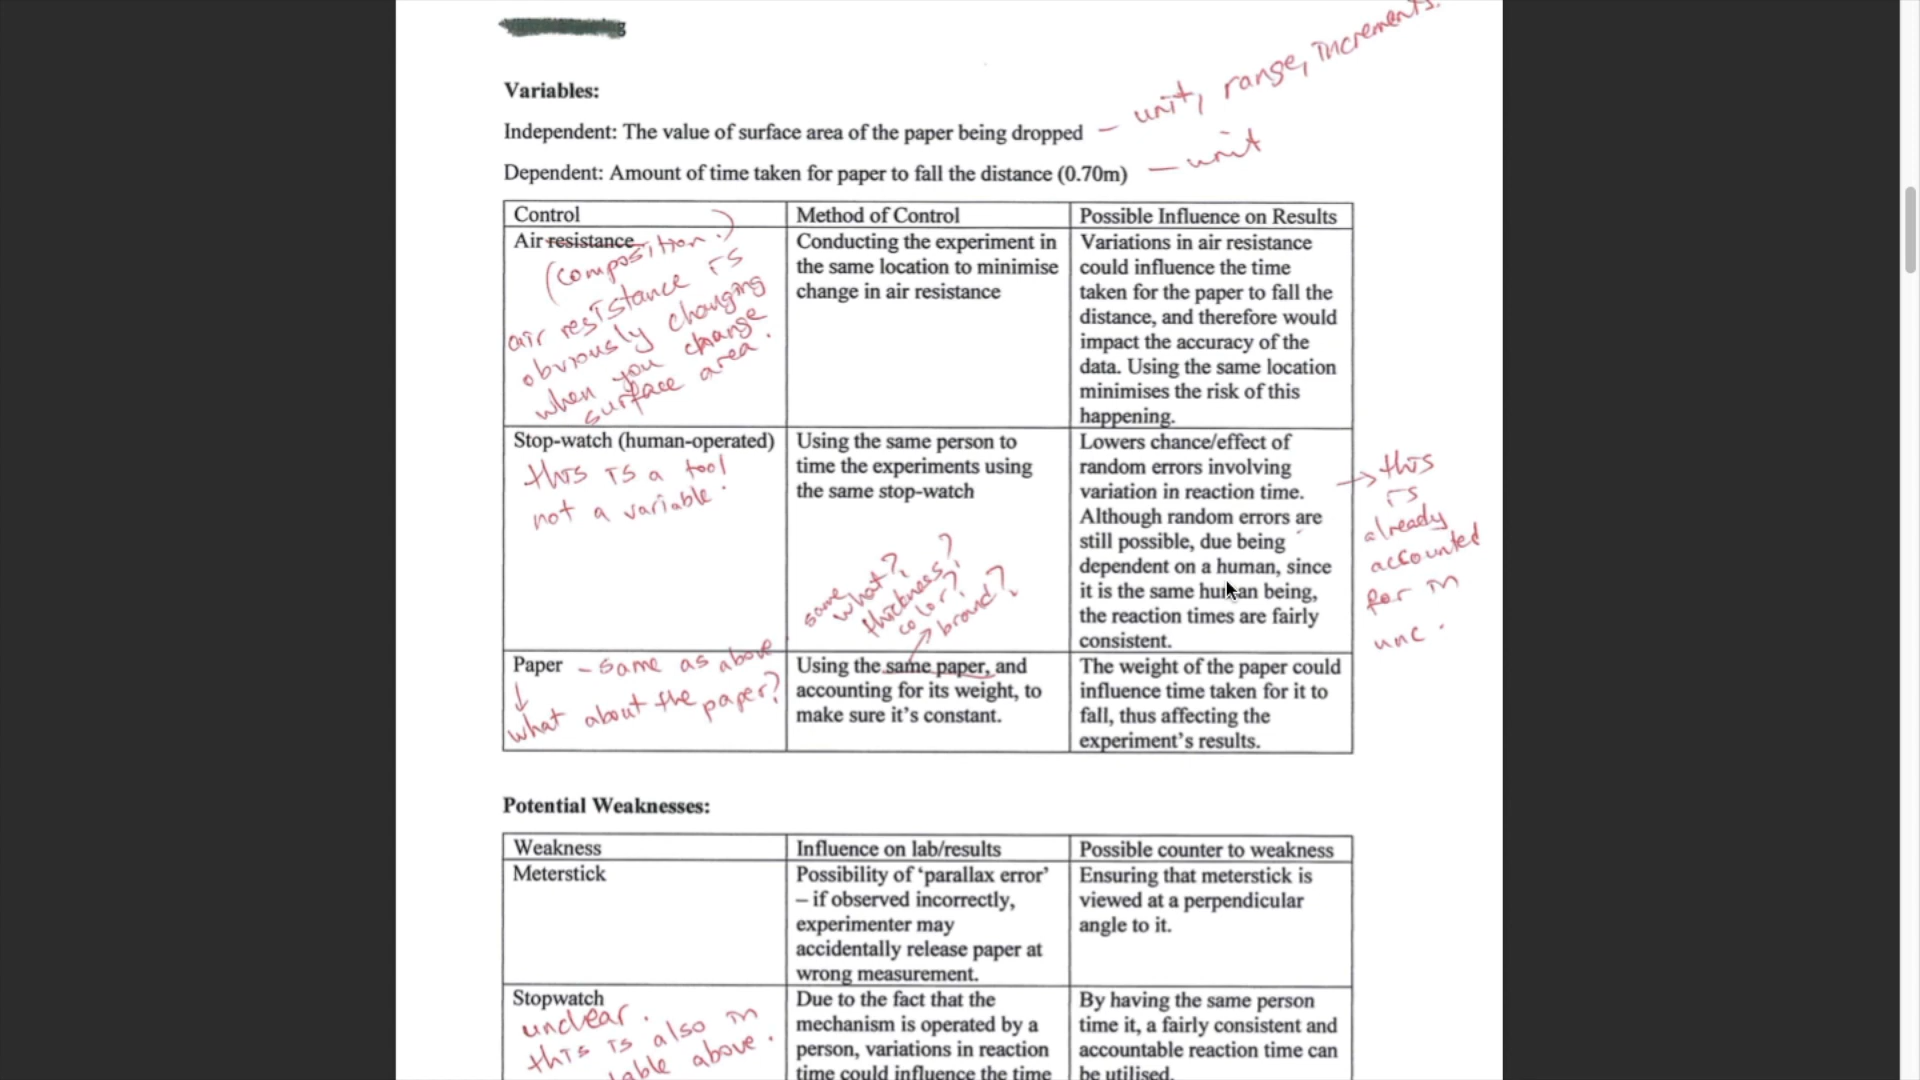 unit, range, increments.
Variables:
Independent: The value of surface area of the paper being dropped
— unit
Dependent: Amount of time taken for paper to fall the distance (0.70m)
Control
Method of Control
Possible Influence on Results
Air resistance
(composition.)
air resistance is
obviously changing
when you change
surface area.
Conducting the experiment in
the same location to minimise
change in air resistance
Variations in air resistance
could influence the time
taken for the paper to fall the
distance, and therefore would
impact the accuracy of the
data. Using the same location
minimises the risk of this
happening.
Stop-watch (human-operated)
this is a tool
not a variable.
Using the same person to
time the experiments using
the same stop-watch
Lowers chance/effect of
random errors involving
variation in reaction time.
Although random errors are
still possible, due being
dependent on a human, since
it is the same human being,
the reaction times are fairly
consistent.
→ this
is
already
accounted
for in
unc.
same
what?
thickness?
color?
brand?
Paper
- same as above
what about the paper?
Using the same paper, and
accounting for its weight, to
make sure it's constant.
The weight of the paper could
influence time taken for it to
fall, thus affecting the
experiment's results.
Potential Weaknesses:
Weakness
Influence on lab/results
Possible counter to weakness
Meterstick
Possibility of ‘parallax error’
– if observed incorrectly,
experimenter may
accidentally release paper at
wrong measurement.
Ensuring that meterstick is
viewed at a perpendicular
angle to it.
Stopwatch
unclear.
this is also in
table above.
Due to the fact that the
mechanism is operated by a
person, variations in reaction
time could influence the time
By having the same person
time it, a fairly consistent and
accountable reaction time can
be utilised.